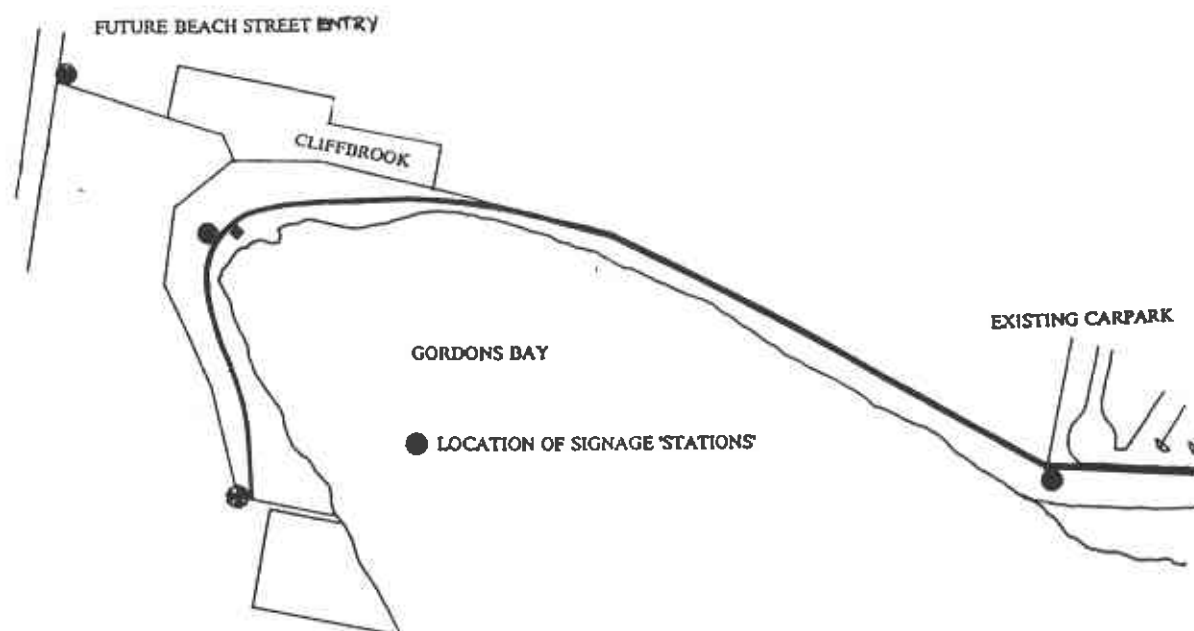 FUTURE BEACH STREET ENTRY
CLIFFBROOK
EXISTING CARPARK
GORDONS BAY
LOCATION OF SIGNAGE 'STATIONS'